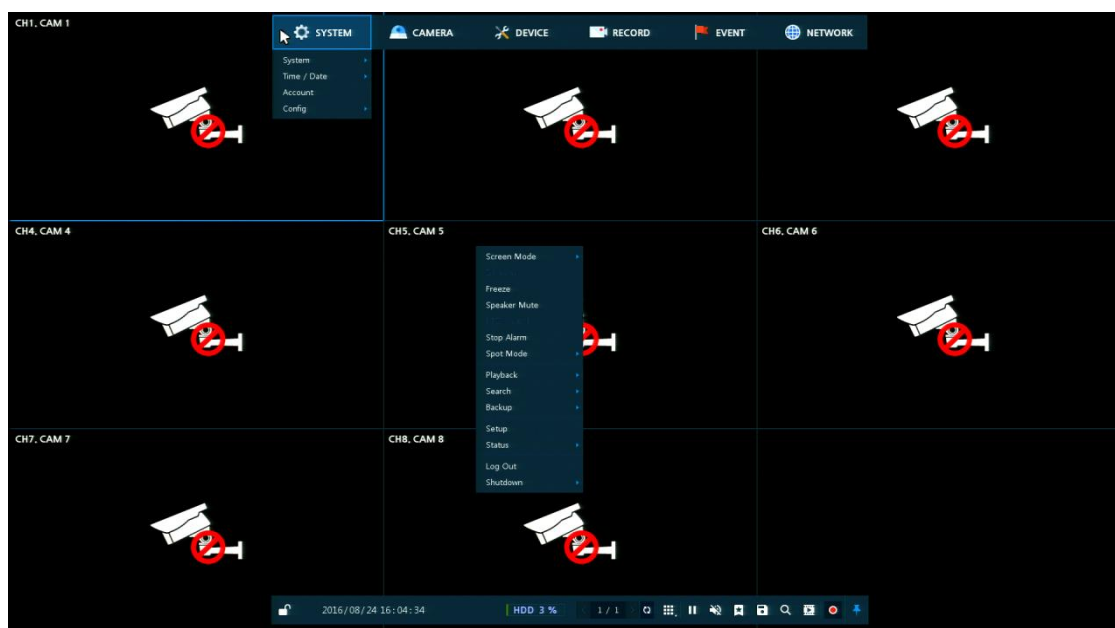 CH1, CAM 1
SYSTEM CAMERA DEVICE RECORD EVENT NETWORK
System
Time / Date
Account
Config
CH4, CAM 4
CH5, CAM 5
CH6, CAM 6
Screen Mode
Freeze
Speaker Mute
Stop Alarm
Spot Mode
Playback
Search
Backup
Setup
Status
Log Out
Shutdown
CH7, CAM 7
CH8, CAM 8
2016/08/24 16:04:34 HDD 3 % 1 / 1